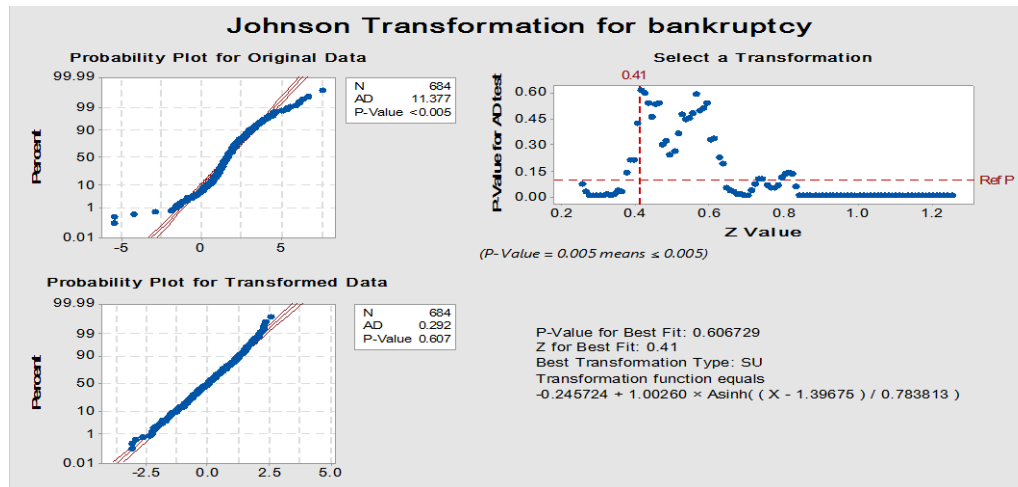 Johnson Transformation for bankruptcy
Probability Plot for Original Data
99.99
99
90
50
10
1
0.01
Percent
-5
0
5
N 684
AD 11.377
P-Value <0.005
Select a Transformation
0.41
0.60
0.45
0.30
0.15
0.00
P-Value for AD test
Ref P
0.2
0.4
0.6
0.8
1.0
1.2
Z Value
(P-Value = 0.005 means ≤ 0.005)
Probability Plot for Transformed Data
99.99
99
90
50
10
1
0.01
Percent
-2.5
0.0
2.5
5.0
N 684
AD 0.292
P-Value 0.607
P-Value for Best Fit: 0.606729
Z for Best Fit: 0.41
Best Transformation Type: SU
Transformation function equals
-0.245724 + 1.00260 × Asinh( ( X - 1.39675 ) / 0.783813 )